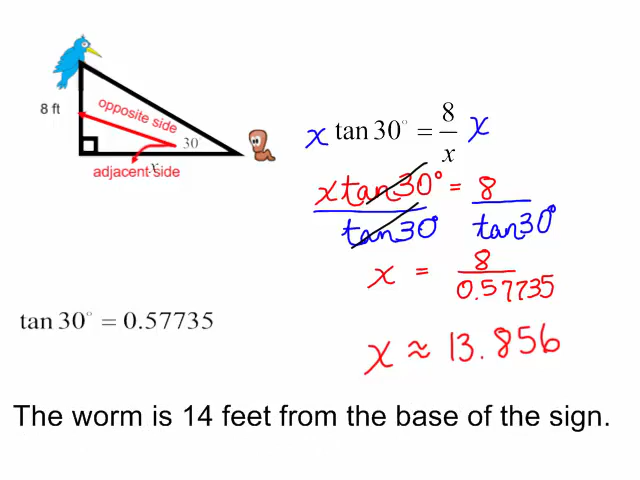 8 ft
opposite side
30
x
adjacent side
x tan 30° = 8/x x
x tan 30° = 8
tan 30° tan 30°
x = 8/0.57735
tan 30° = 0.57735
x ≈ 13.856
The worm is 14 feet from the base of the sign.